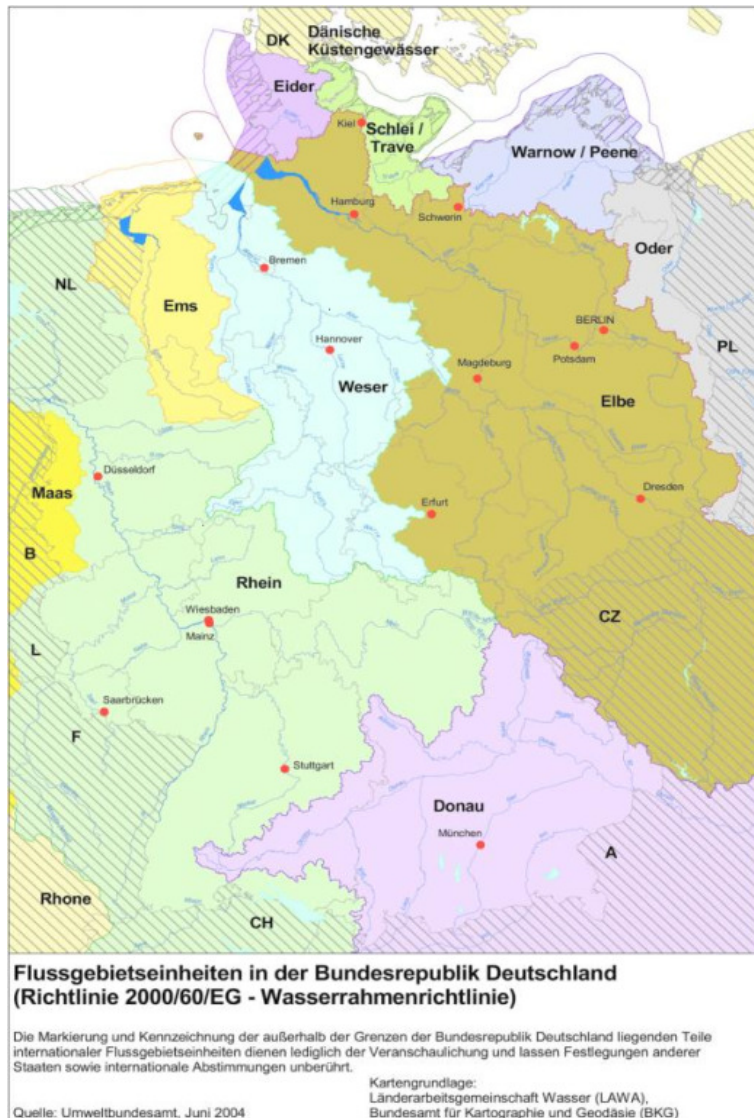 DK
Dänische
Küstengewässer
Eider
Kiel
Schlei /
Trave
Warnow / Peene
Hamburg
Schwerin
Oder
Bremen
NL
Ems
BERLIN
PL
Hannover
Potsdam
Magdeburg
Weser
Elbe
Düsseldorf
Maas
Dresden
Erfurt
B
Rhein
Wiesbaden
CZ
Mainz
L
Saarbrücken
F
Stuttgart
Donau
München
A
Rhone
CH
Flussgebietseinheiten in der Bundesrepublik Deutschland
(Richtlinie 2000/60/EG - Wasserrahmenrichtlinie)
Die Markierung und Kennzeichnung der außerhalb der Grenzen der Bundesrepublik Deutschland liegenden Teile
internationaler Flussgebietseinheiten dienen lediglich der Veranschaulichung und lassen Festlegungen anderer
Staaten sowie internationale Abstimmungen unberührt.
Kartengrundlage:
Länderarbeitsgemeinschaft Wasser (LAWA),
Quelle: Umweltbundesamt, Juni 2004
Bundesamt für Kartographie und Geodäsie (BKG)